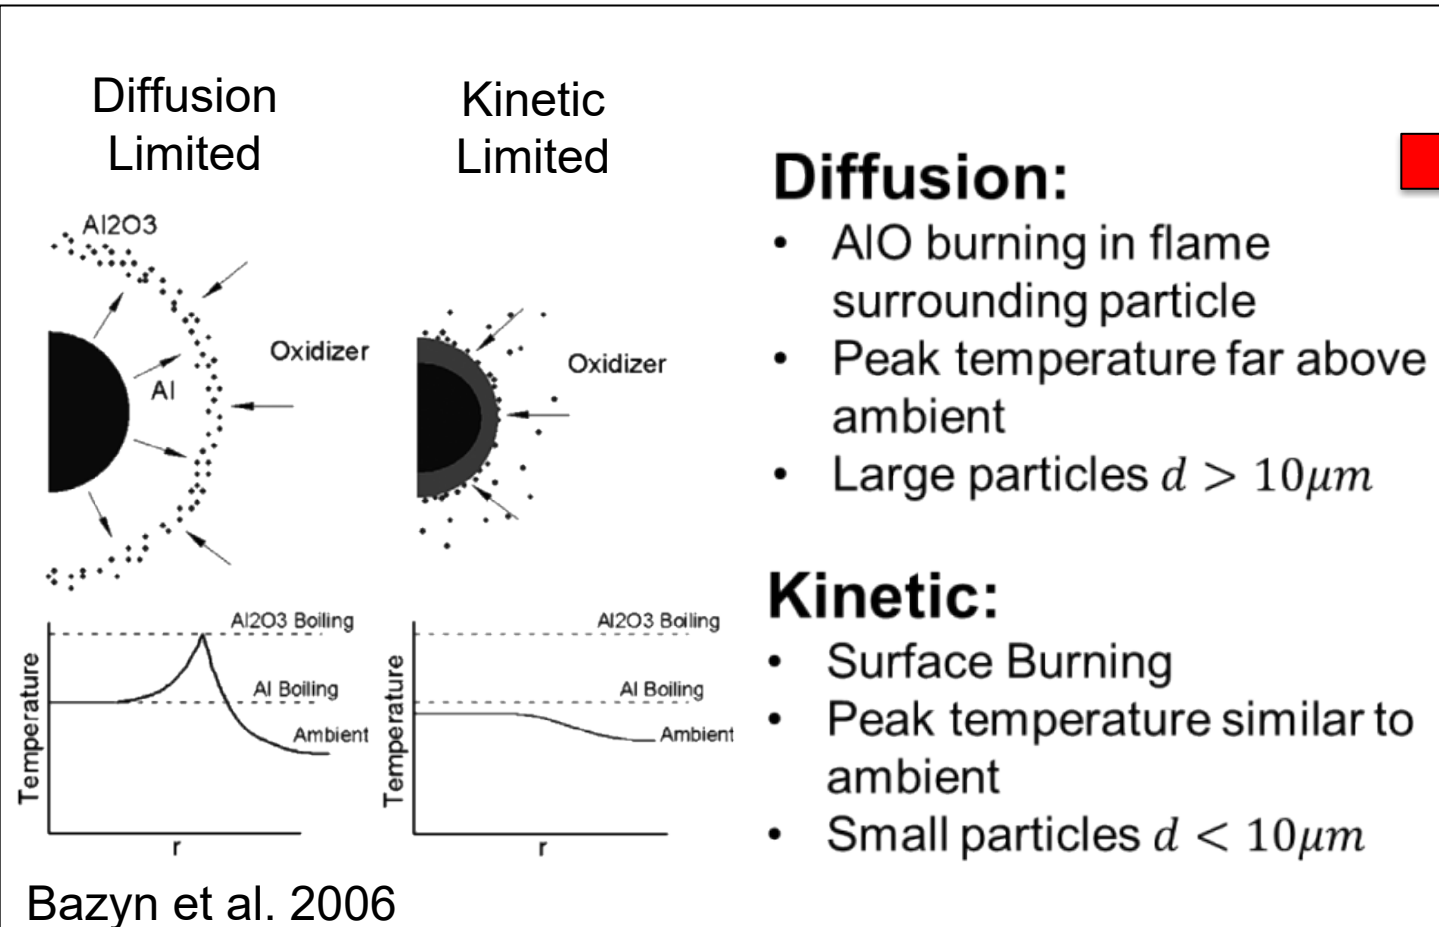 Diffusion
Limited
Kinetic
Limited
Al2O3
Al
Oxidizer
Oxidizer
Temperature
Al2O3 Boiling
Al Boiling
Ambient
r
Temperature
Al2O3 Boiling
Al Boiling
Ambient
r
Bazyn et al. 2006
Diffusion:
• AlO burning in flame
surrounding particle
• Peak temperature far above
ambient
• Large particles d > 10μm
Kinetic:
• Surface Burning
• Peak temperature similar to
ambient
• Small particles d < 10μm